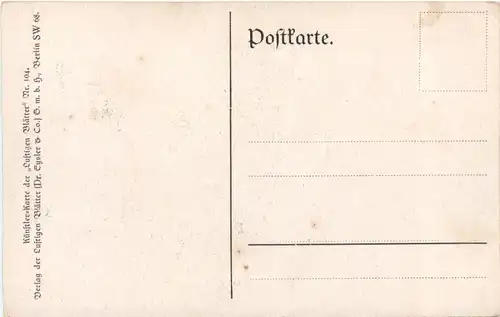 Postkarte.
Künstler-Karte der „Lustigen Blätter" Nr. 104.
Verlag der Lustigen Blätter (Dr. Eysler & Co.) G. m. b. H., Berlin SW 68.